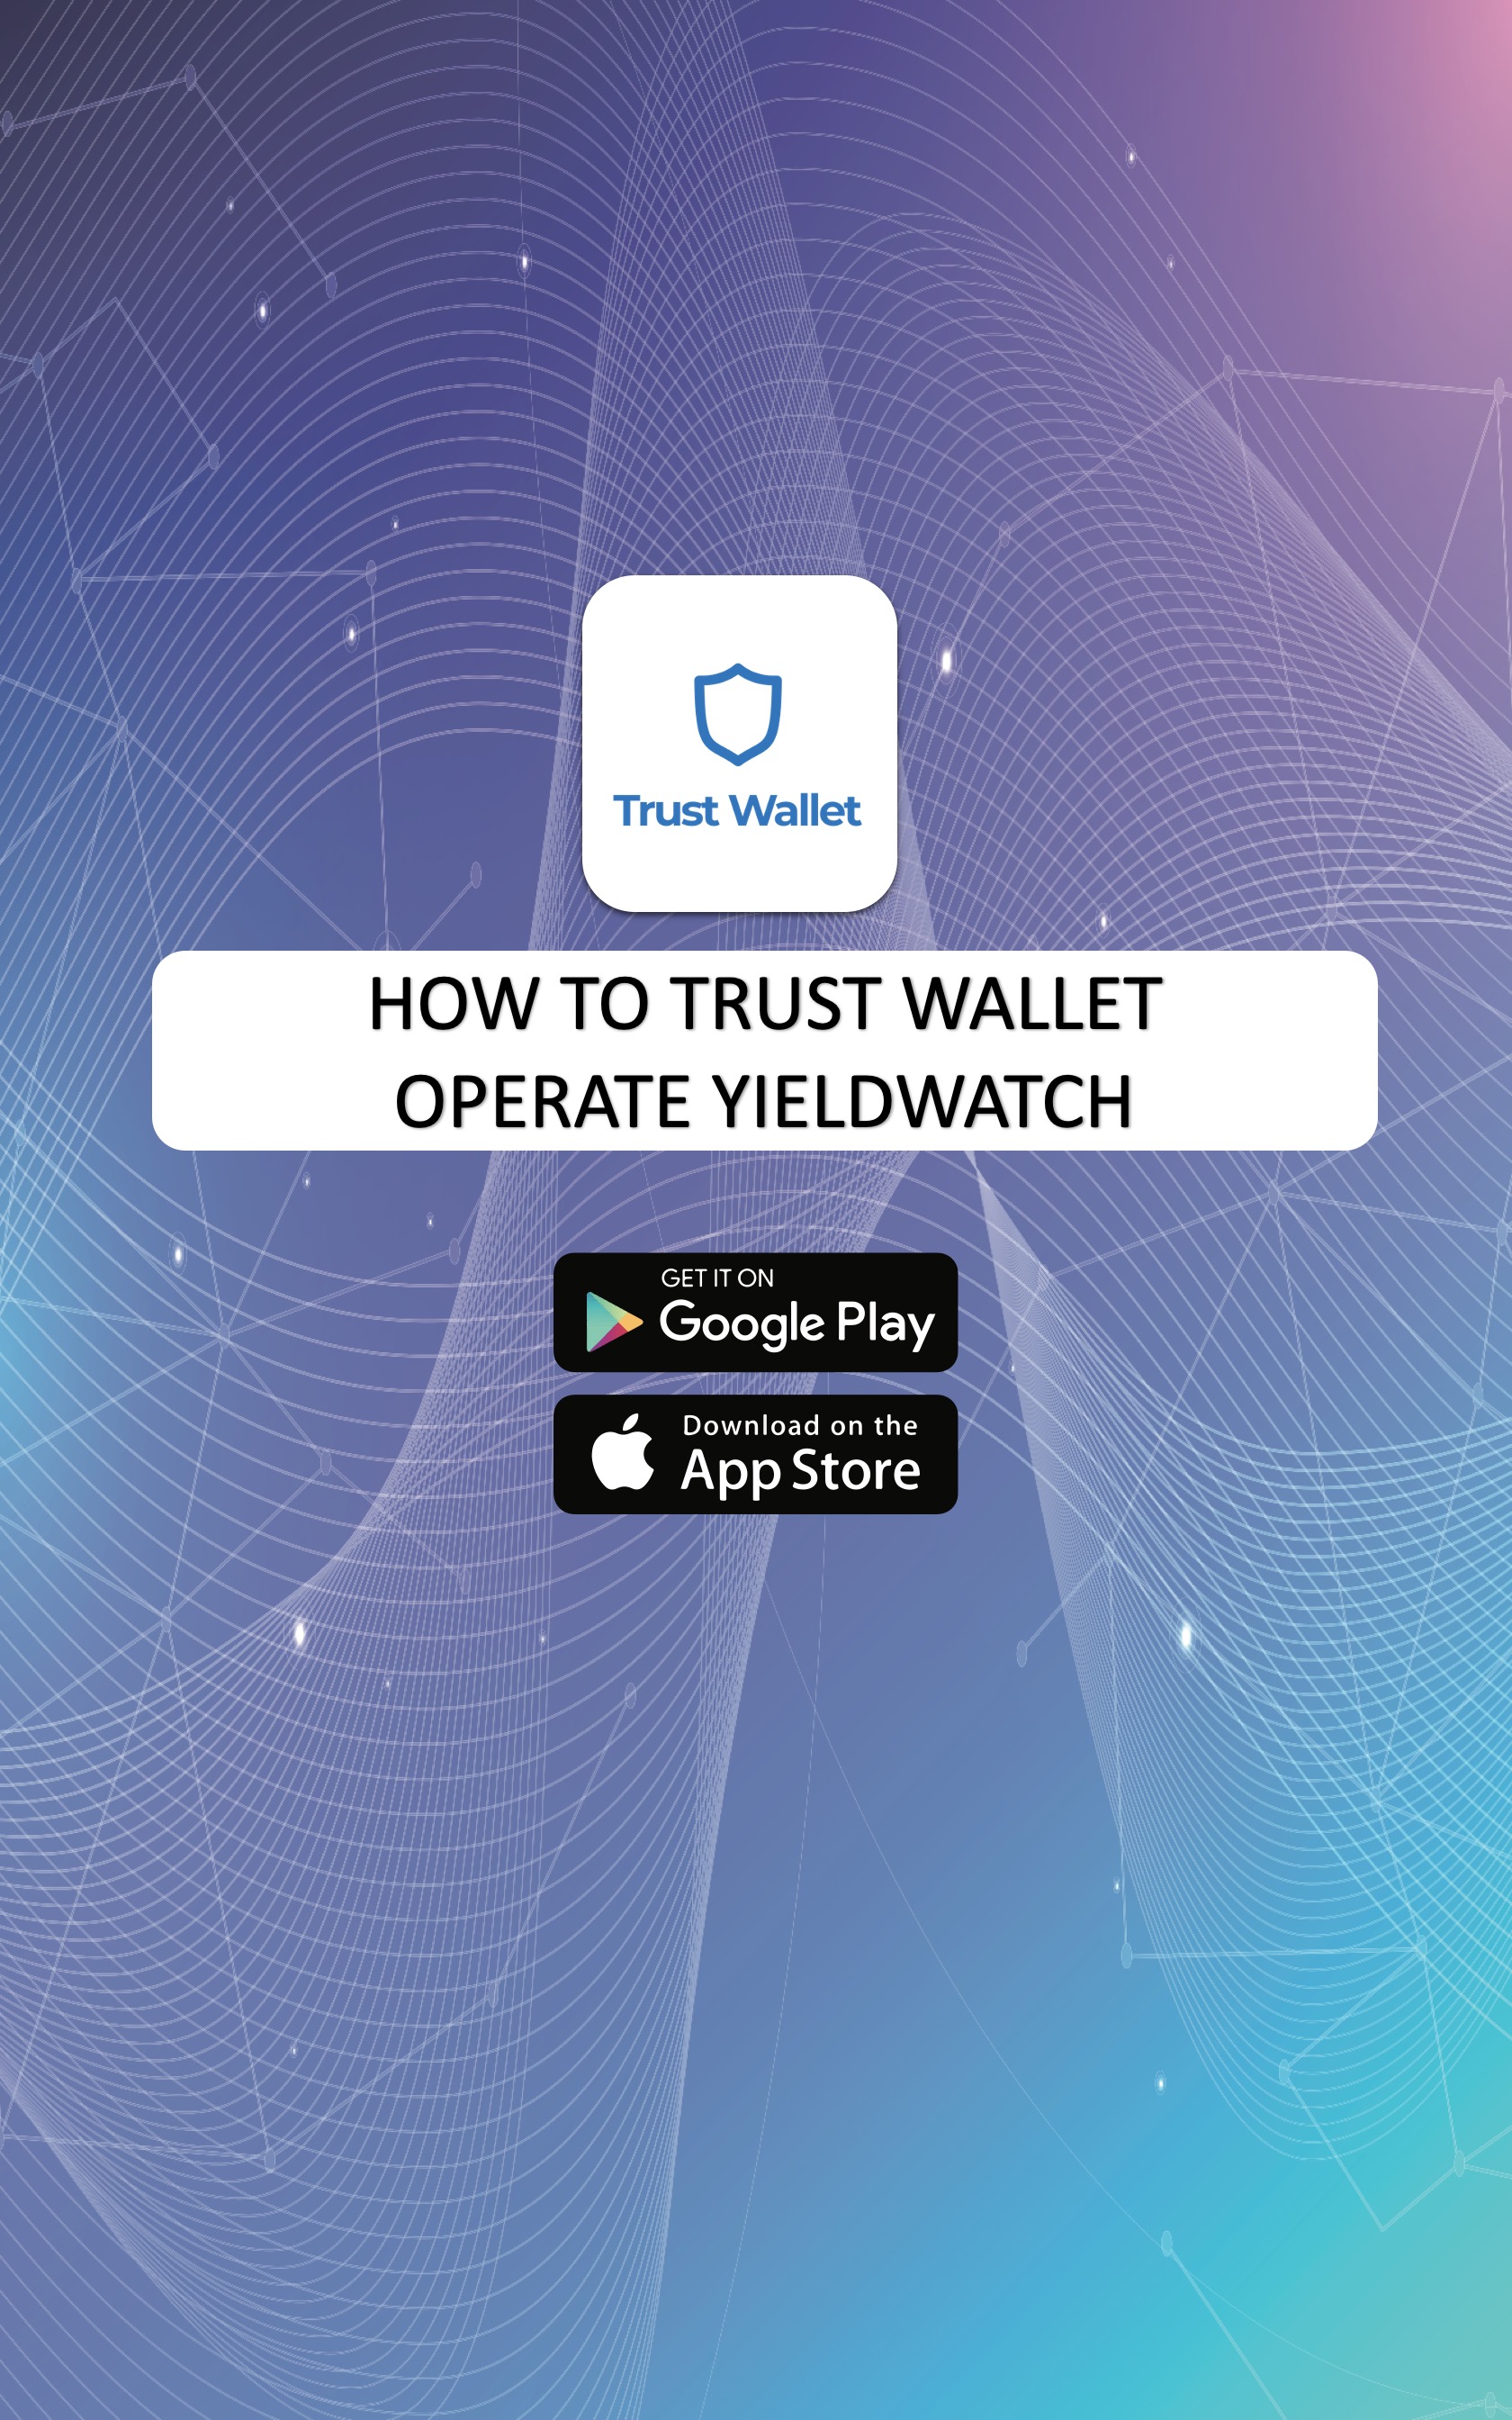 Trust Wallet
HOW TO TRUST WALLET
OPERATE YIELDWATCH
GET IT ON
Google Play
Download on the
App Store